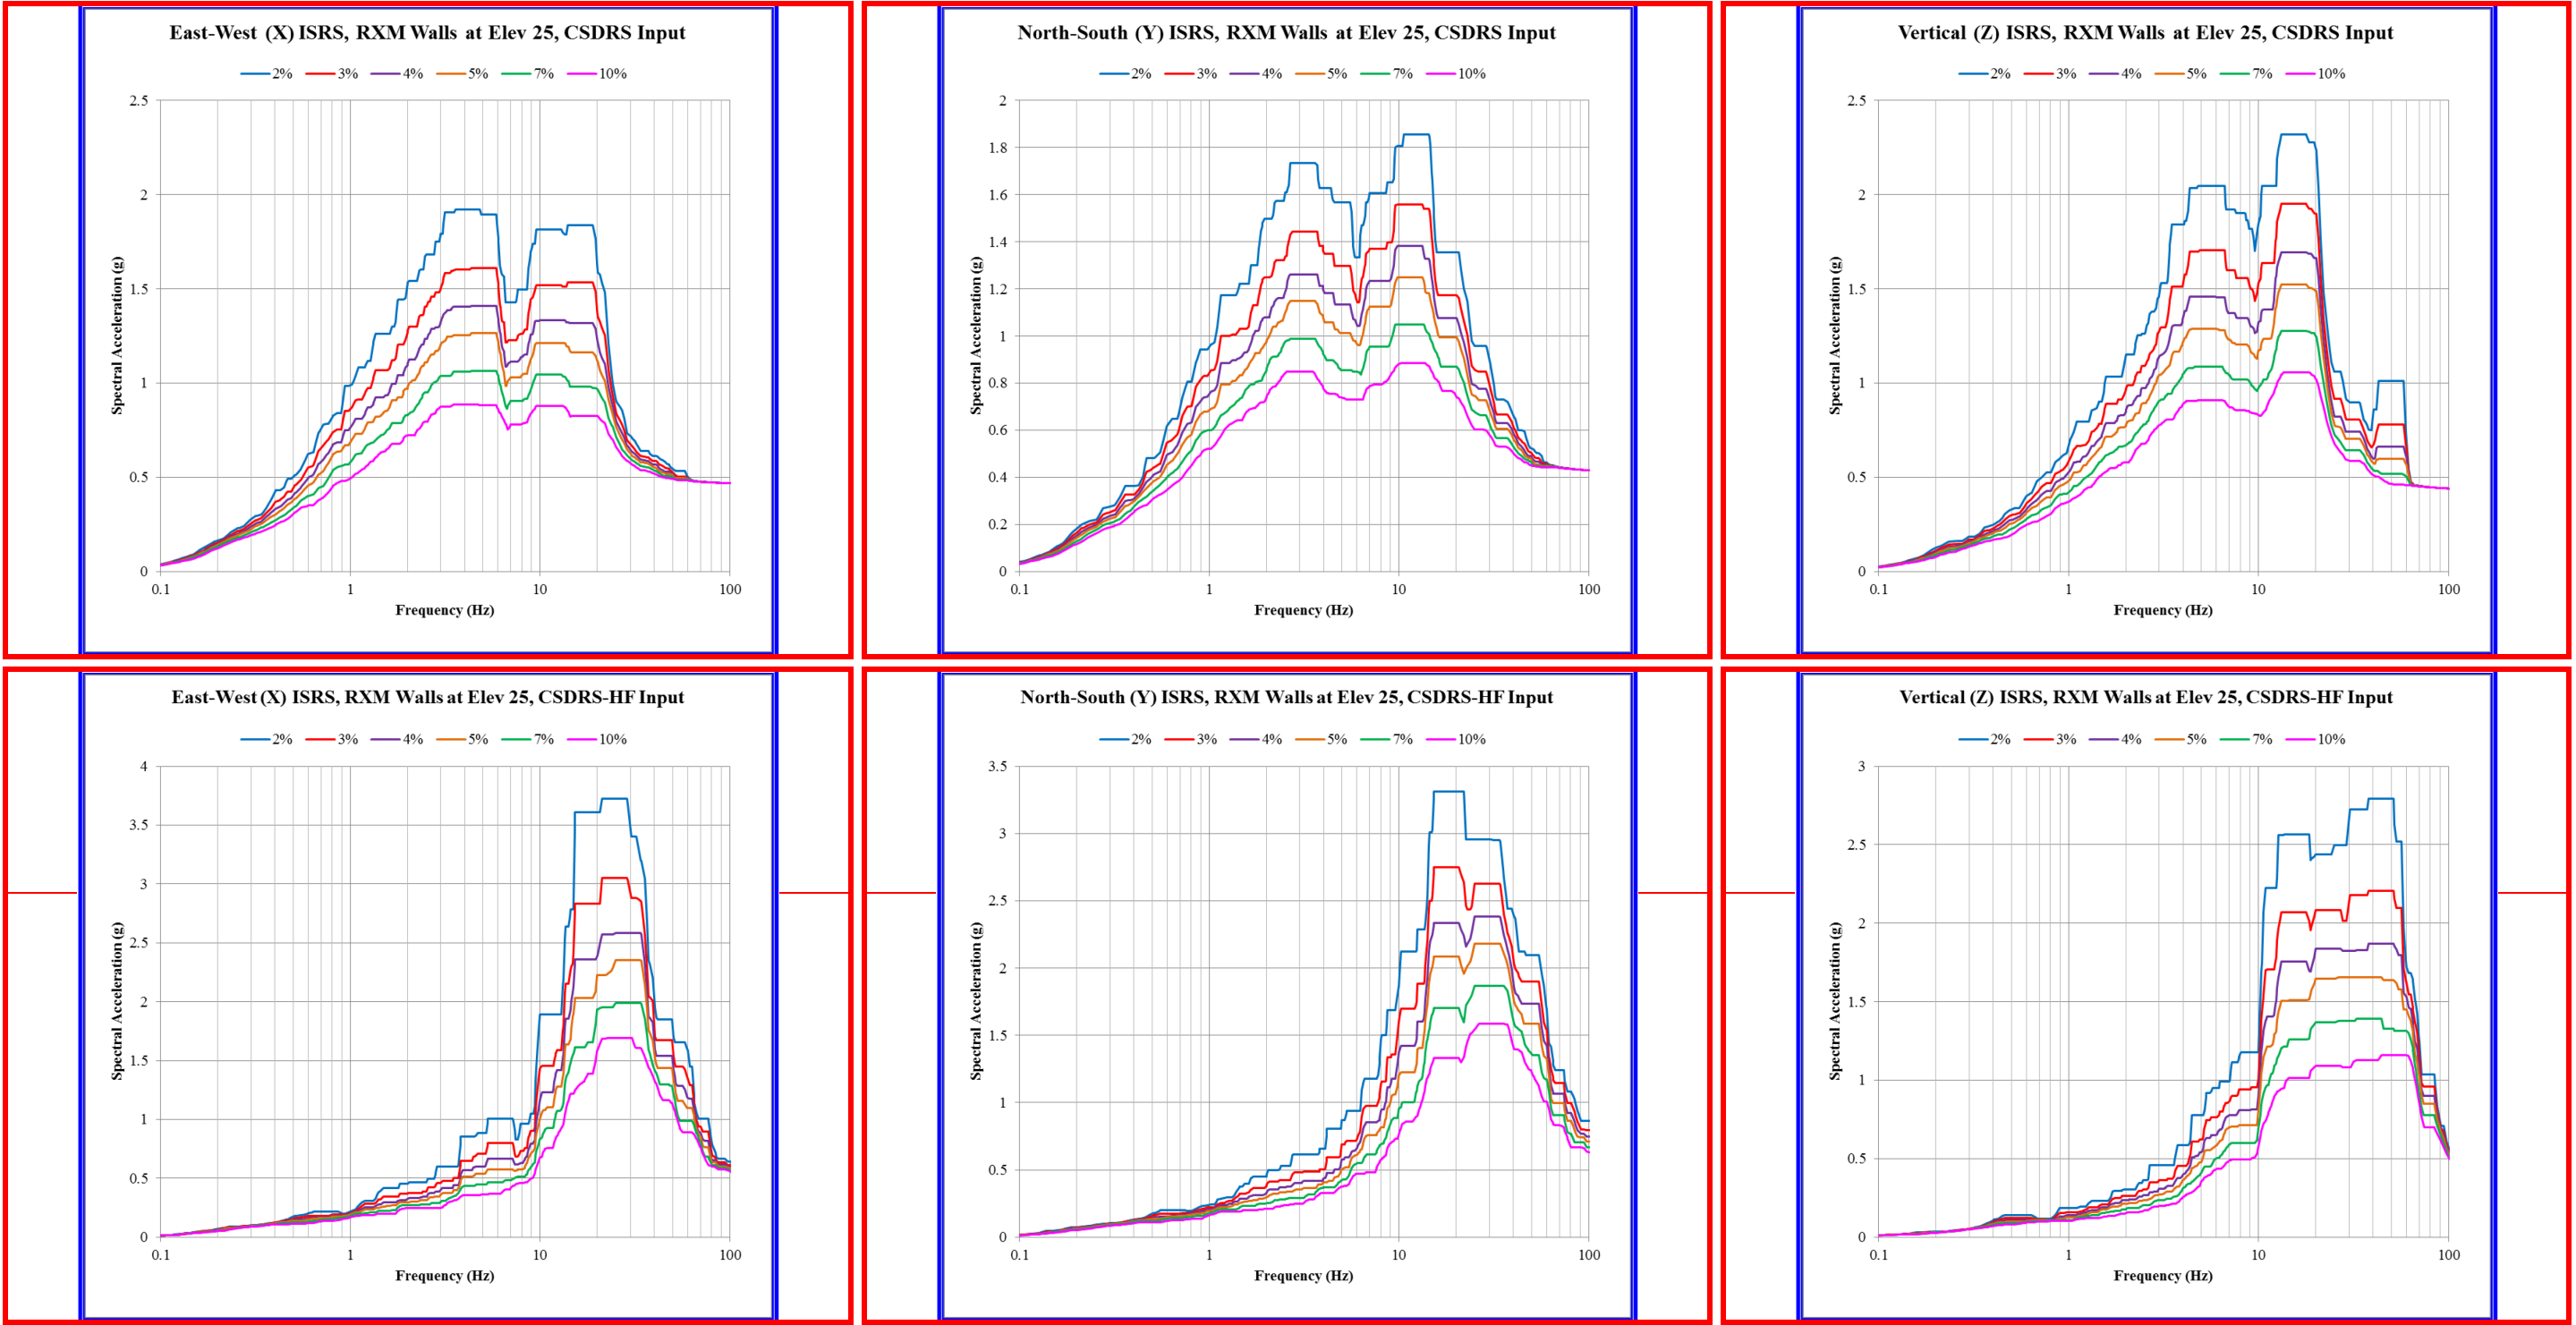 East-West (X) ISRS, RXM Walls at Elev 25, CSDRS Input
2% 3% 4% 5% 7% 10%
2.5
2
1.5
1
0.5
0
Spectral Acceleration (g)
0.1 1 10 100
Frequency (Hz)
North-South (Y) ISRS, RXM Walls at Elev 25, CSDRS Input
2% 3% 4% 5% 7% 10%
2
1.8
1.6
1.4
1.2
1
0.8
0.6
0.4
0.2
0
Spectral Acceleration (g)
0.1 1 10 100
Frequency (Hz)
Vertical (Z) ISRS, RXM Walls at Elev 25, CSDRS Input
2% 3% 4% 5% 7% 10%
2.5
2
1.5
1
0.5
0
Spectral Acceleration (g)
0.1 1 10 100
Frequency (Hz)
East-West (X) ISRS, RXM Walls at Elev 25, CSDRS-HF Input
2% 3% 4% 5% 7% 10%
4
3.5
3
2.5
2
1.5
1
0.5
0
Spectral Acceleration (g)
0.1 1 10 100
Frequency (Hz)
North-South (Y) ISRS, RXM Walls at Elev 25, CSDRS-HF Input
2% 3% 4% 5% 7% 10%
3.5
3
2.5
2
1.5
1
0.5
0
Spectral Acceleration (g)
0.1 1 10 100
Frequency (Hz)
Vertical (Z) ISRS, RXM Walls at Elev 25, CSDRS-HF Input
2% 3% 4% 5% 7% 10%
3
2.5
2
1.5
1
0.5
0
Spectral Acceleration (g)
0.1 1 10 100
Frequency (Hz)